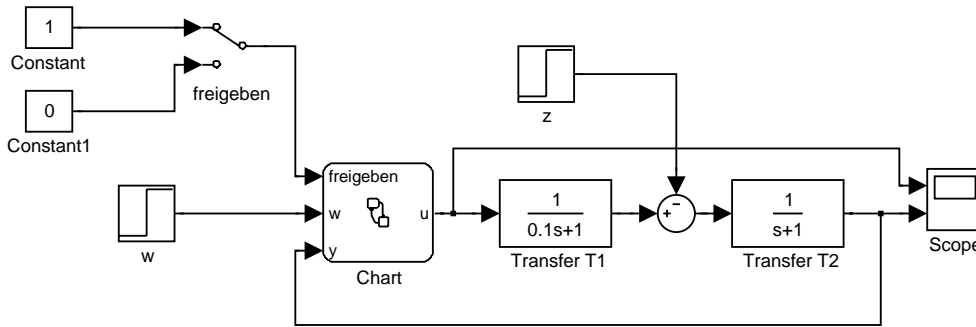 1
Constant
freigeben
0
Constant1
z
freigeben
w
u
y
Chart
w
1
0.1s+1
Transfer T1
+
−
1
s+1
Transfer T2
Scope